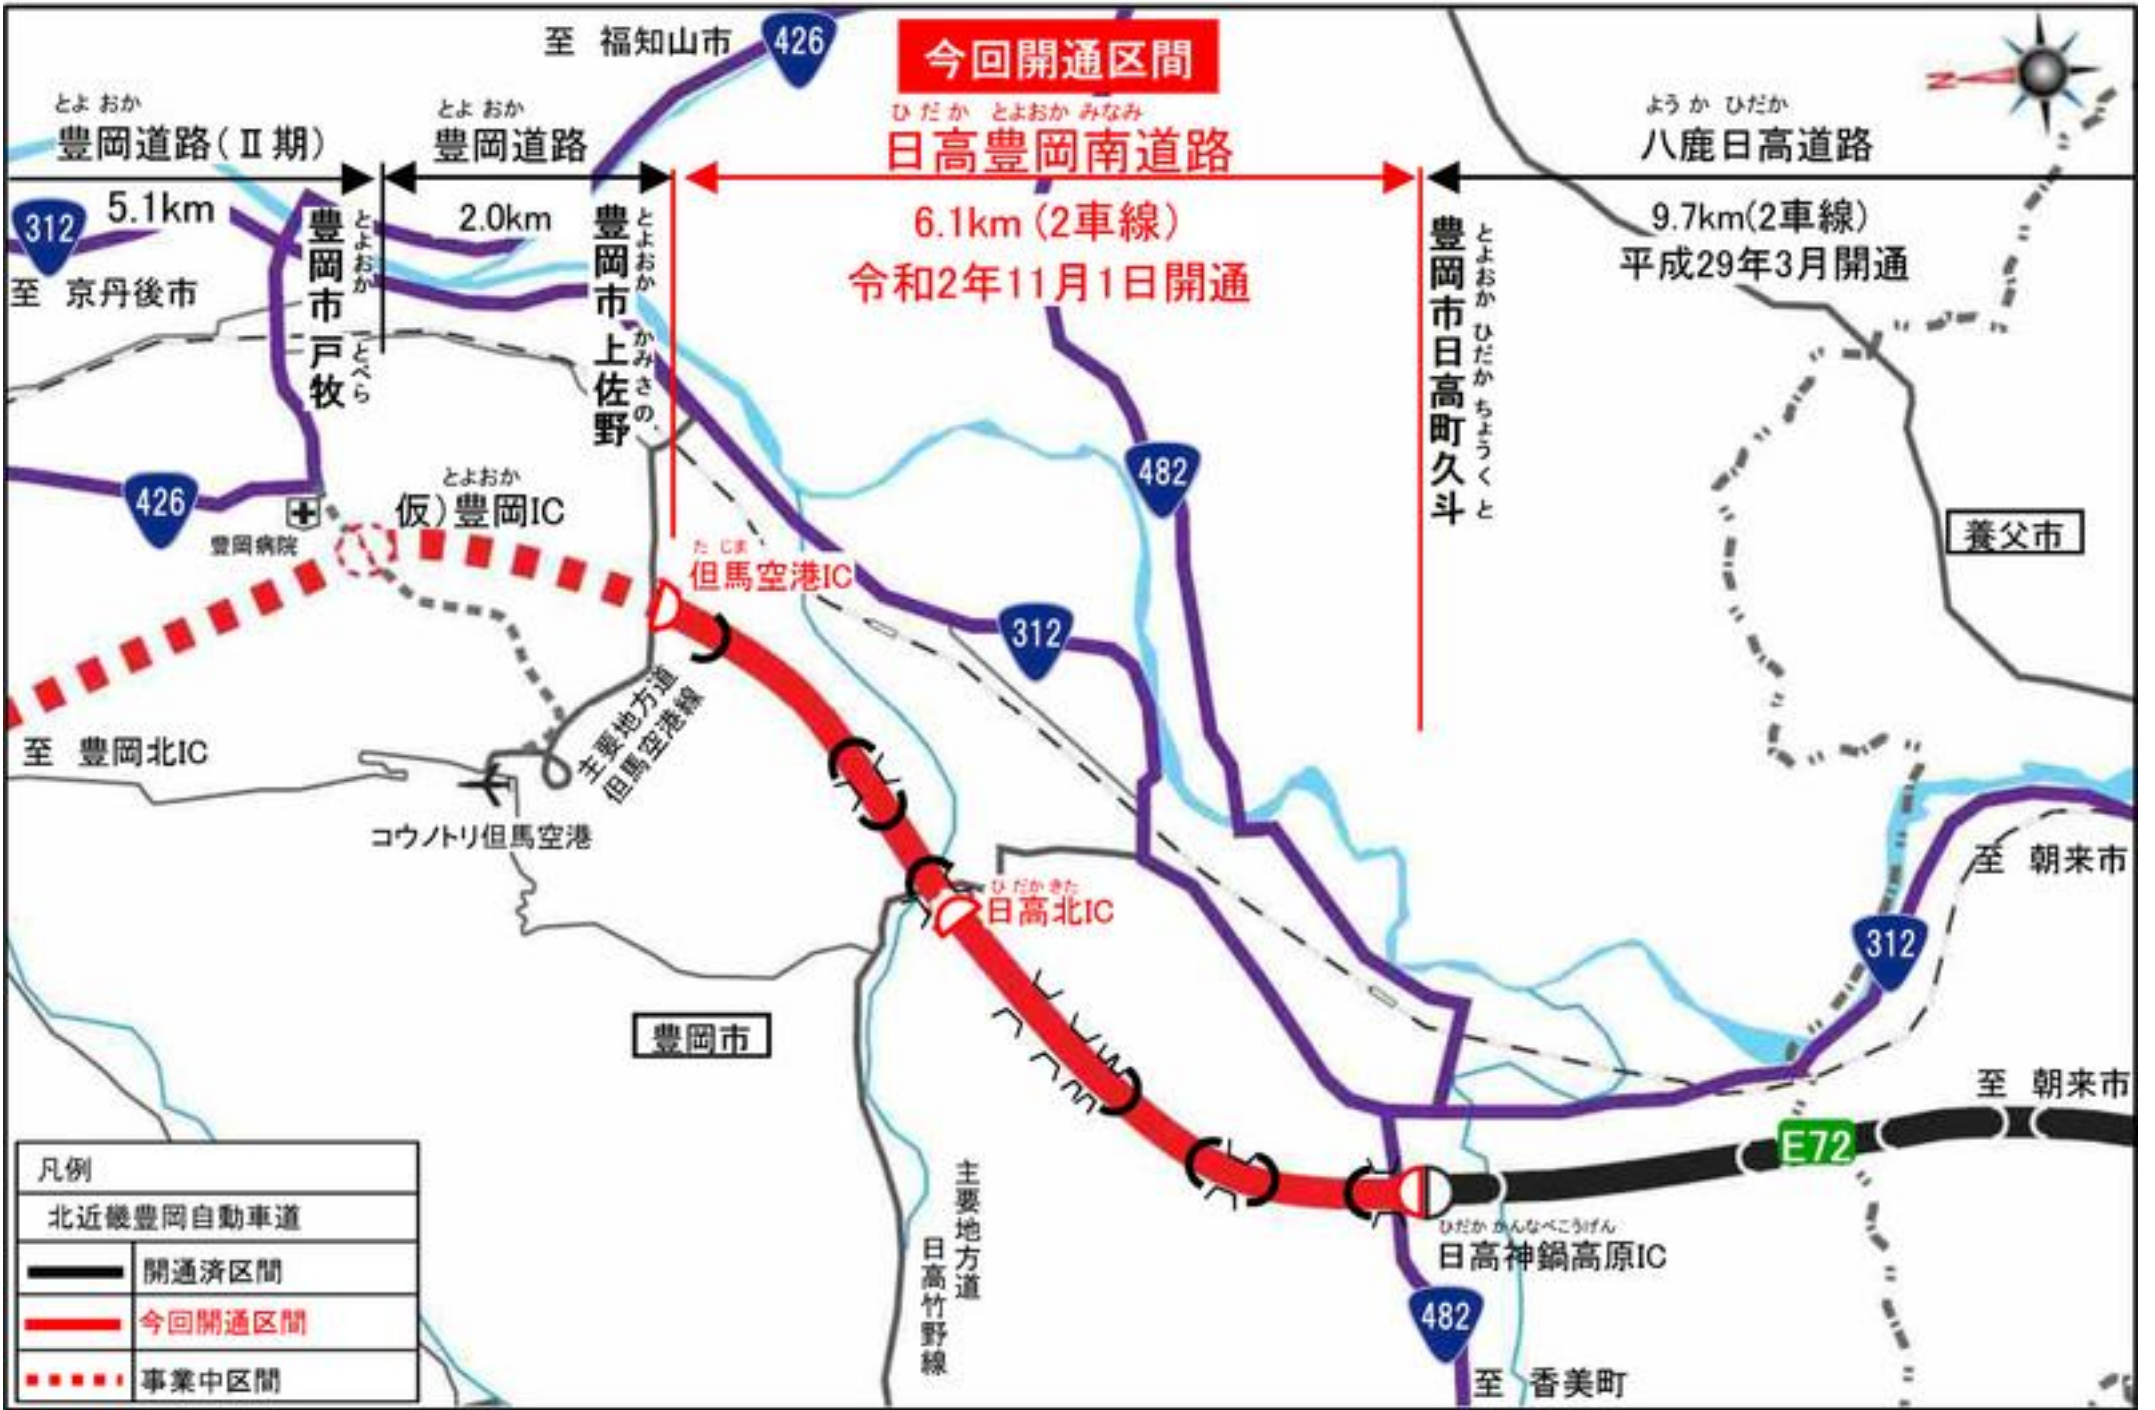 至 福知山市
426
今回開通区間
とよ おか
豊岡道路(Ⅱ期)
とよ おか
豊岡道路
ひ だか とよおか みなみ
日高豊岡南道路
よう か ひだか
八鹿日高道路
N
5.1km
2.0km
6.1km(2車線)
令和2年11月1日開通
9.7km(2車線)
平成29年3月開通
312
至 京丹後市
豊岡市戸牧
とよおか とべら
豊岡市上佐野
とよおか かみ さ の
豊岡市日高町久斗
とよおか ひだか ちょう く と
426
482
養父市
とよおか
仮)豊岡IC
豊岡病院
た じま
但馬空港IC
312
主要地方道
但馬空港線
至 豊岡北IC
コウノトリ但馬空港
ひ だか きた
日高北IC
至 朝来市
312
豊岡市
至 朝来市
E72
主要地方道
日高竹野線
ひだか かんなべこうげん
日高神鍋高原IC
482
至 香美町
凡例
北近畿豊岡自動車道
開通済区間
今回開通区間
事業中区間